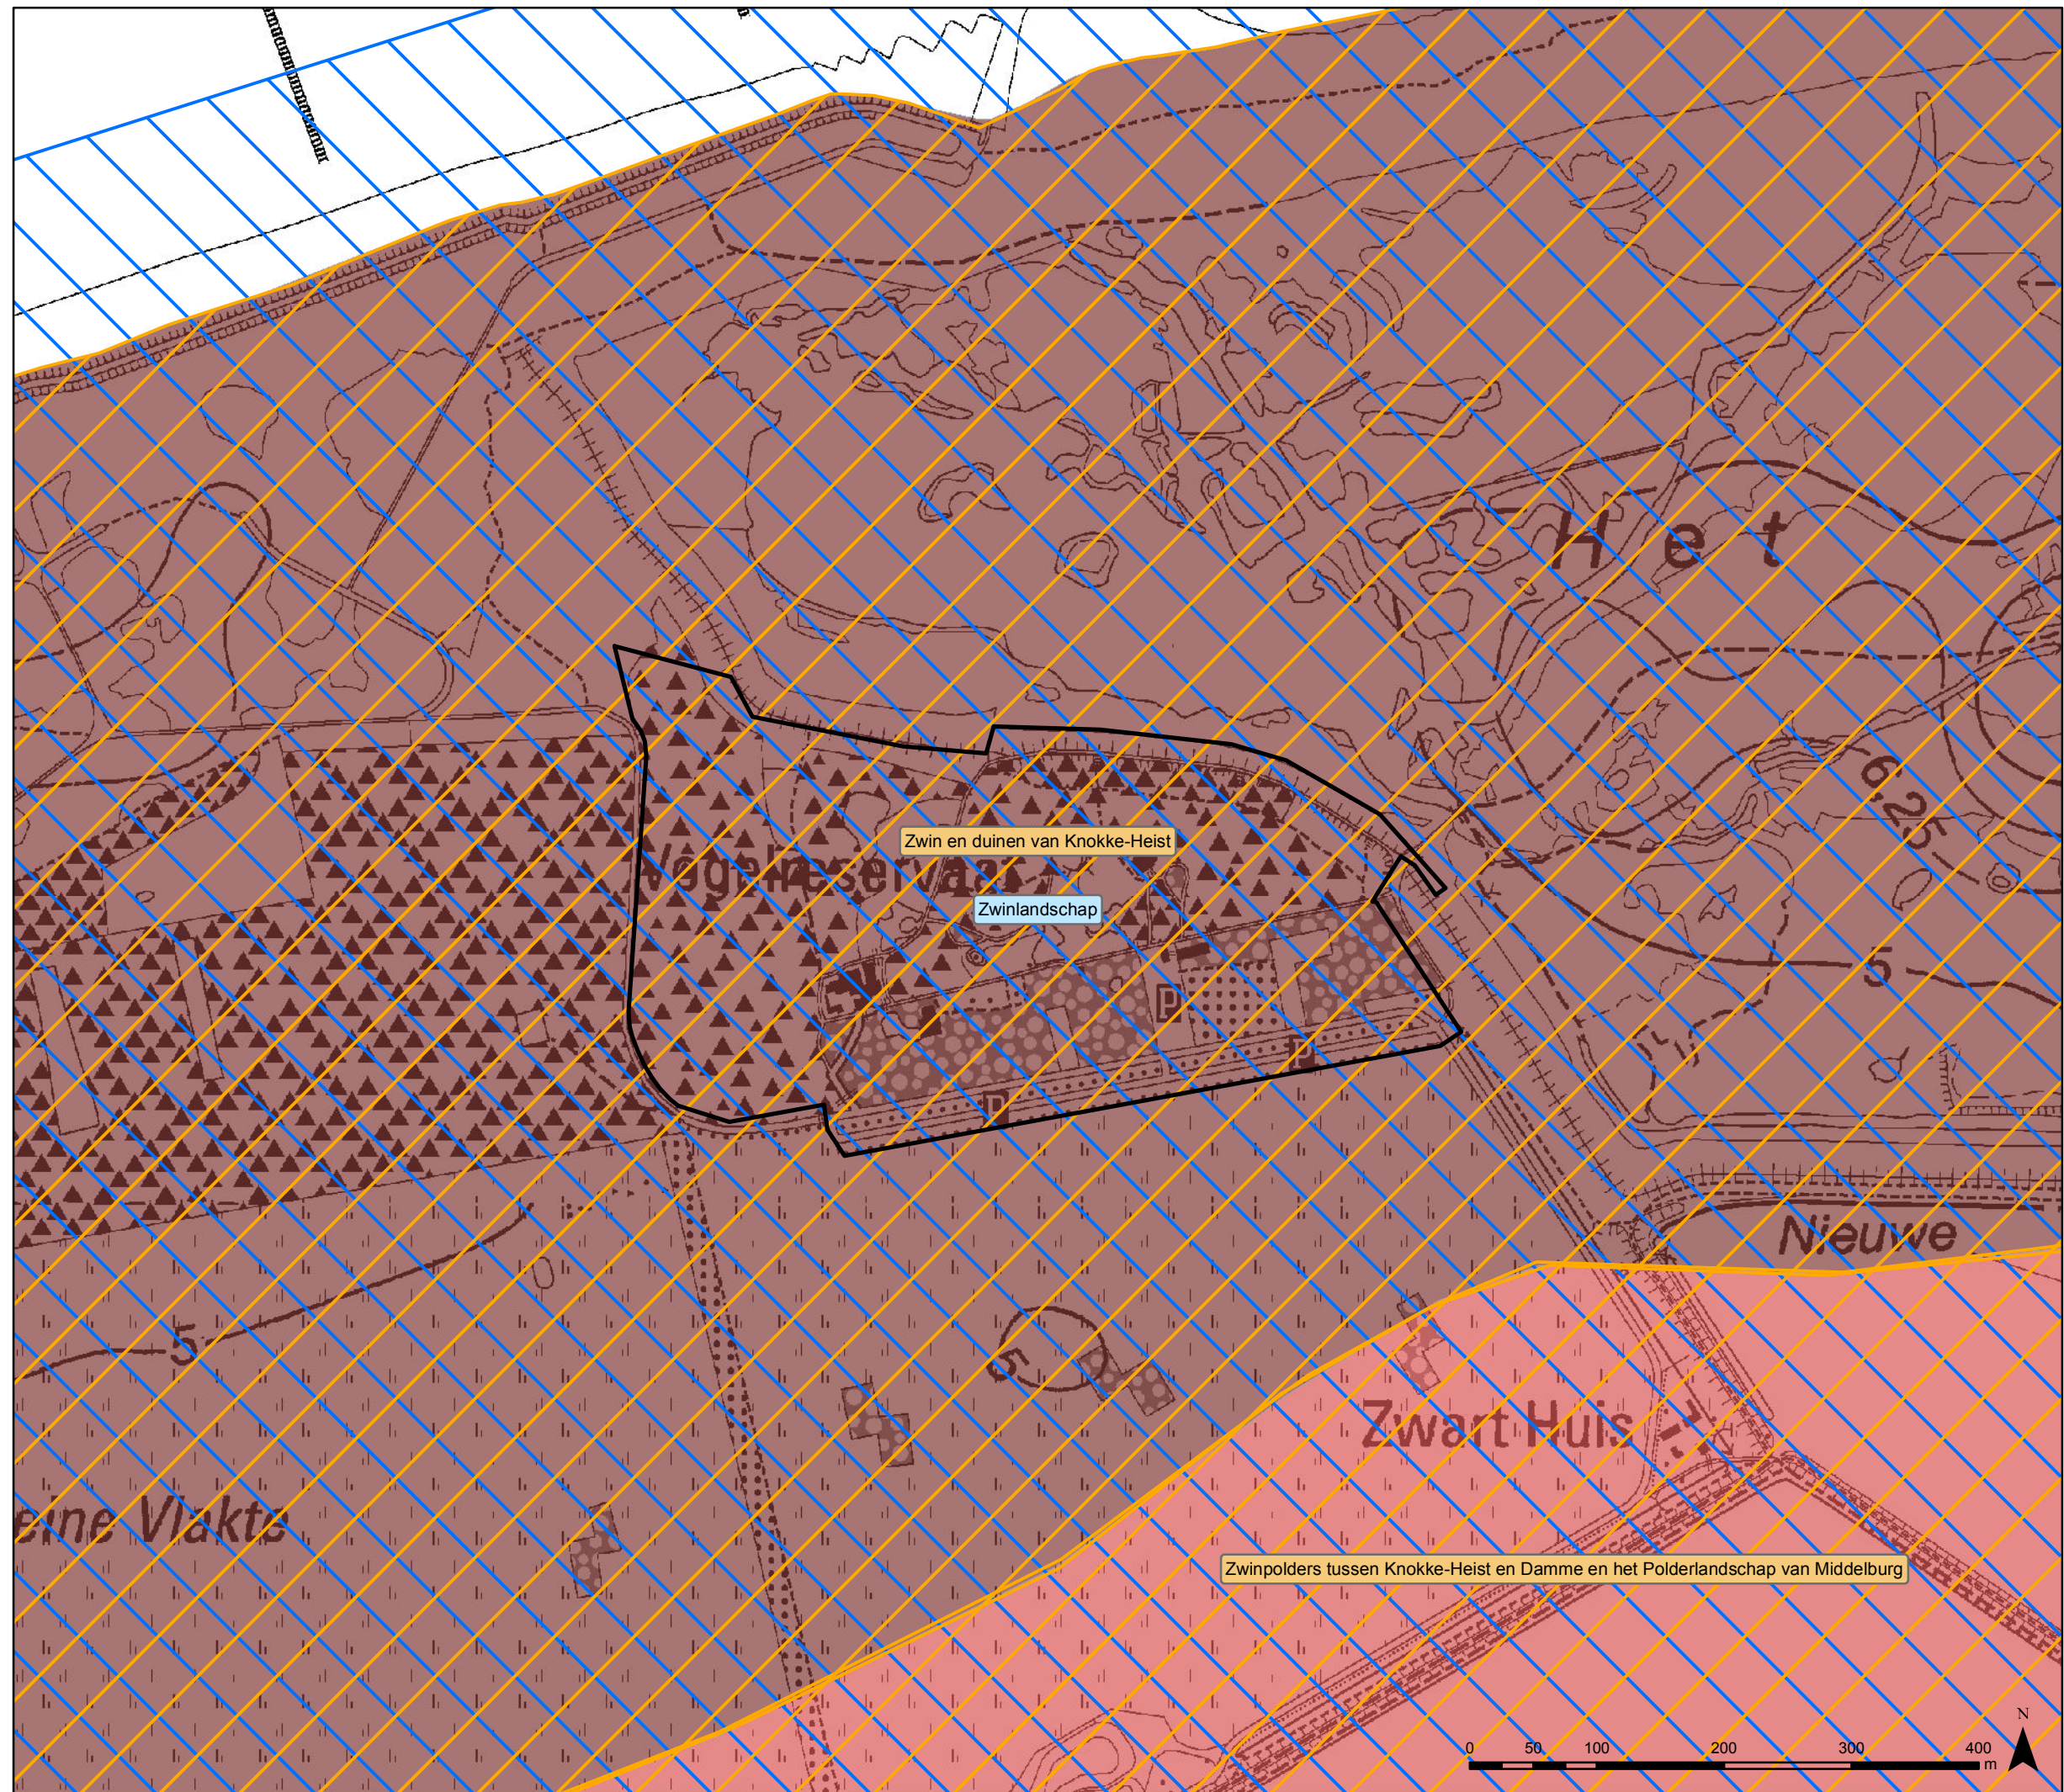 Het
6,25
Zwin en duinen van Knokke-Heist
Vogelreservaat
Zwinlandschap
5
P
P
P
Nieuwe
5
5
Zwart Huis
eine Vlakte
Zwinpolders tussen Knokke-Heist en Damme en het Polderlandschap van Middelburg
N
0 50 100 200 300 400
m